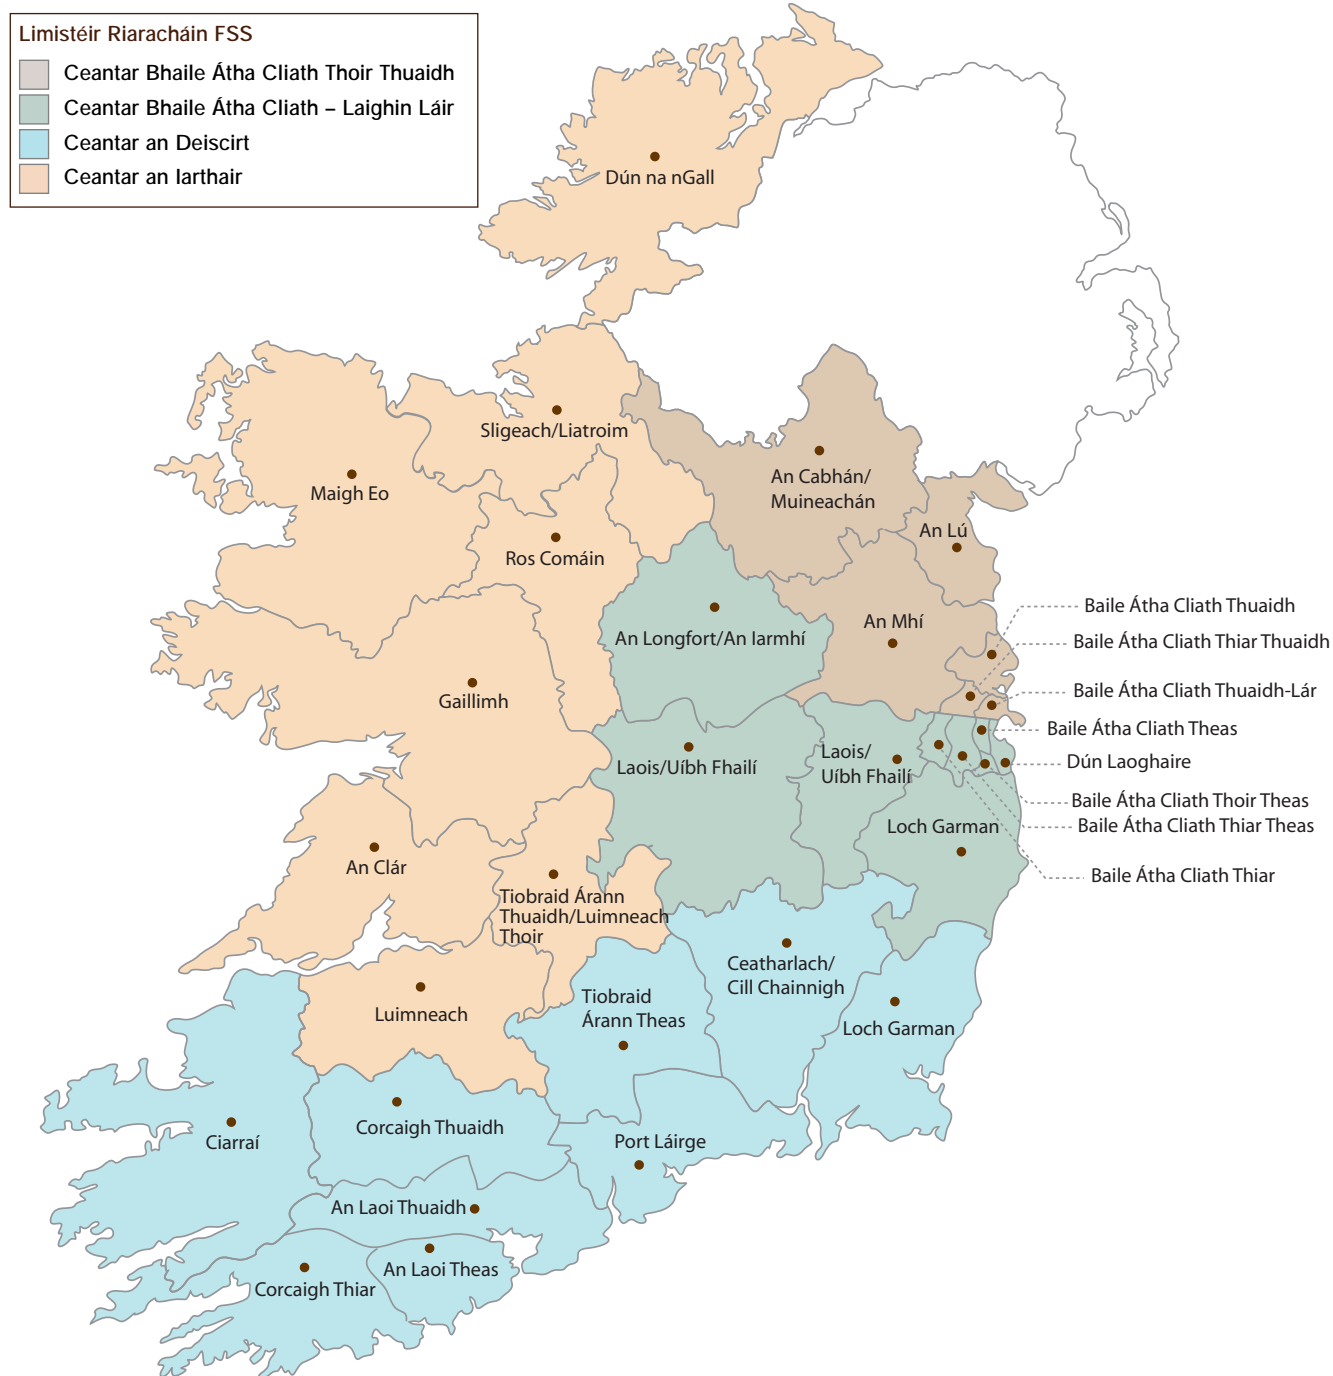 Limistéir Riaracháin FSS
Ceantar Bhaile Átha Cliath Thoir Thuaidh
Ceantar Bhaile Átha Cliath – Laighin Láir
Ceantar an Deiscirt
Ceantar an Iarthair
Dún na nGall
Sligeach/Liatroim
Maigh Eo
An Cabhán/
Muineachán
An Lú
Ros Comáin
Baile Átha Cliath Thuaidh
An Mhí
An Longfort/An Iarmhí
Baile Átha Cliath Thiar Thuaidh
Baile Átha Cliath Thuaidh-Lár
Gaillimh
Baile Átha Cliath Theas
Laois/
Uíbh Fhailí
Laois/Uíbh Fhailí
Dún Laoghaire
Baile Átha Cliath Thoir Theas
Loch Garman
Baile Átha Cliath Thiar Theas
An Clár
Baile Átha Cliath Thiar
Tiobraid Árann
Thuaidh/Luimneach
Thoir
Ceatharlach/
Cill Chainnigh
Tiobraid
Árann Theas
Luimneach
Loch Garman
Corcaigh Thuaidh
Ciarraí
Port Láirge
An Laoi Thuaidh
An Laoi Theas
Corcaigh Thiar